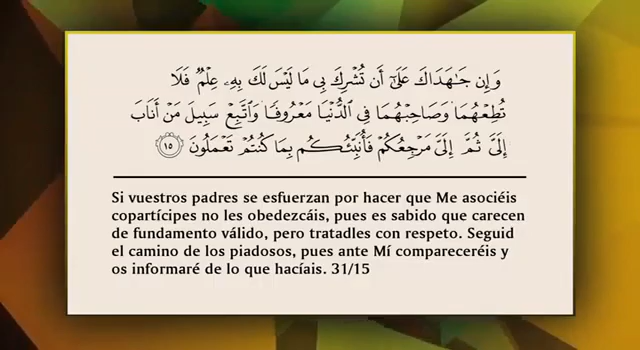 وَإِن جَـٰهَدَاكَ عَلَىٰٓ أَن تُشْرِكَ بِى مَا لَيْسَ لَكَ بِهِۦ عِلْمٌ فَلَا
تُطِعْهُمَا ۖ وَصَاحِبْهُمَا فِى ٱلدُّنْيَا مَعْرُوفًا ۖ وَٱتَّبِعْ سَبِيلَ مَنْ أَنَابَ
إِلَىَّ ۚ ثُمَّ إِلَىَّ مَرْجِعُكُمْ فَأُنَبِّئُكُم بِمَا كُنتُمْ تَعْمَلُونَ ١٥
Si vuestros padres se esfuerzan por hacer que Me asociéis
copartícipes no les obedezcáis, pues es sabido que carecen
de fundamento válido, pero tratadles con respeto. Seguid
el camino de los piadosos, pues ante Mí compareceréis y
os informaré de lo que hacíais. 31/15